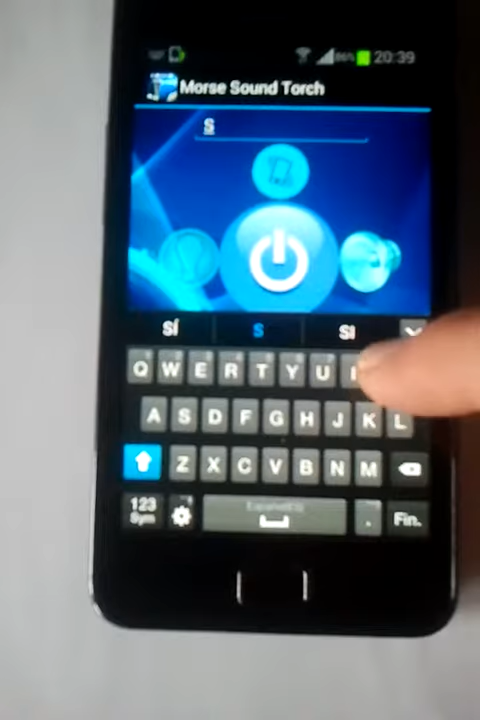 20:39
Morse Sound Torch
S
SÍ S SI
Q W E R T Y U I
A S D F G H J K L
Z X C V B N M
123
Sym
. Fin.